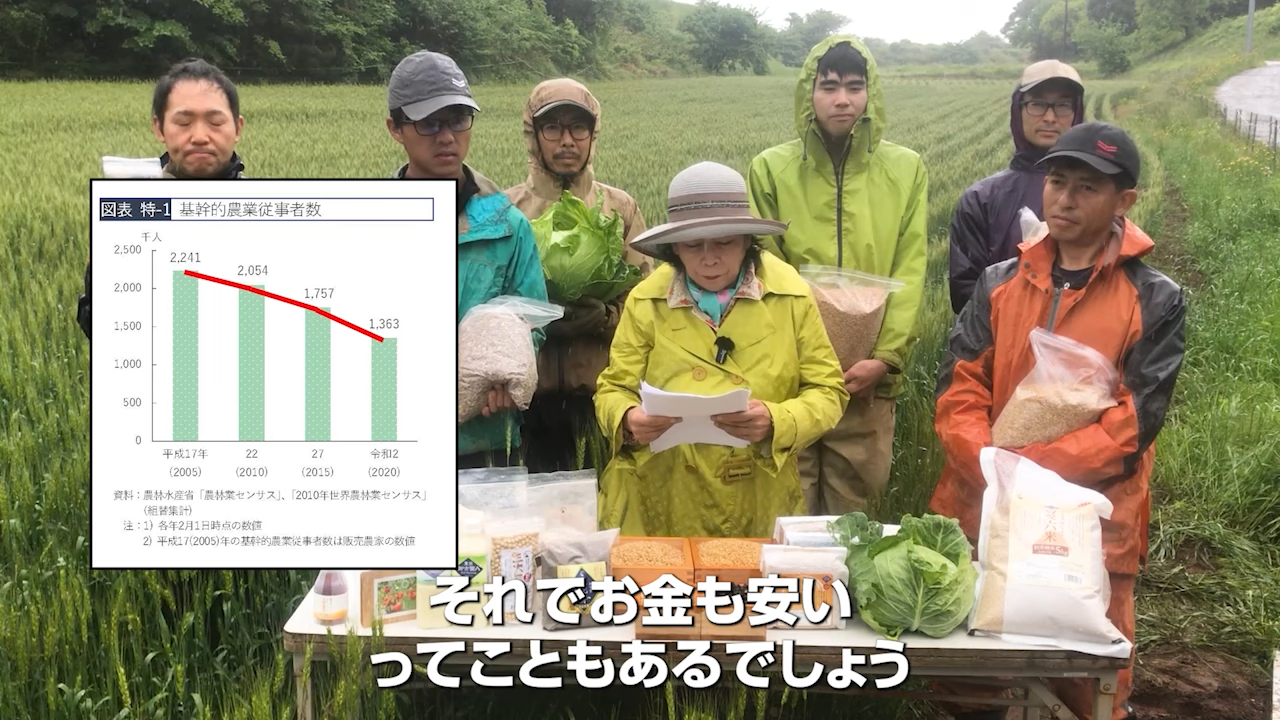 図表 特-1 基幹的農業従事者数
千人
2,500
2,000
1,500
1,000
500
0
2,241
2,054
1,757
1,363
平成17年 22 27 令和2
(2005) (2010) (2015) (2020)
資料：農林水産省「農林業センサス」、「2010年世界農林業センサス」
(組替集計)
注：1) 各年2月1日時点の数値
2) 平成17(2005)年の基幹的農業従事者数は販売農家の数値
それでお金も安い
ってこともあるでしょう